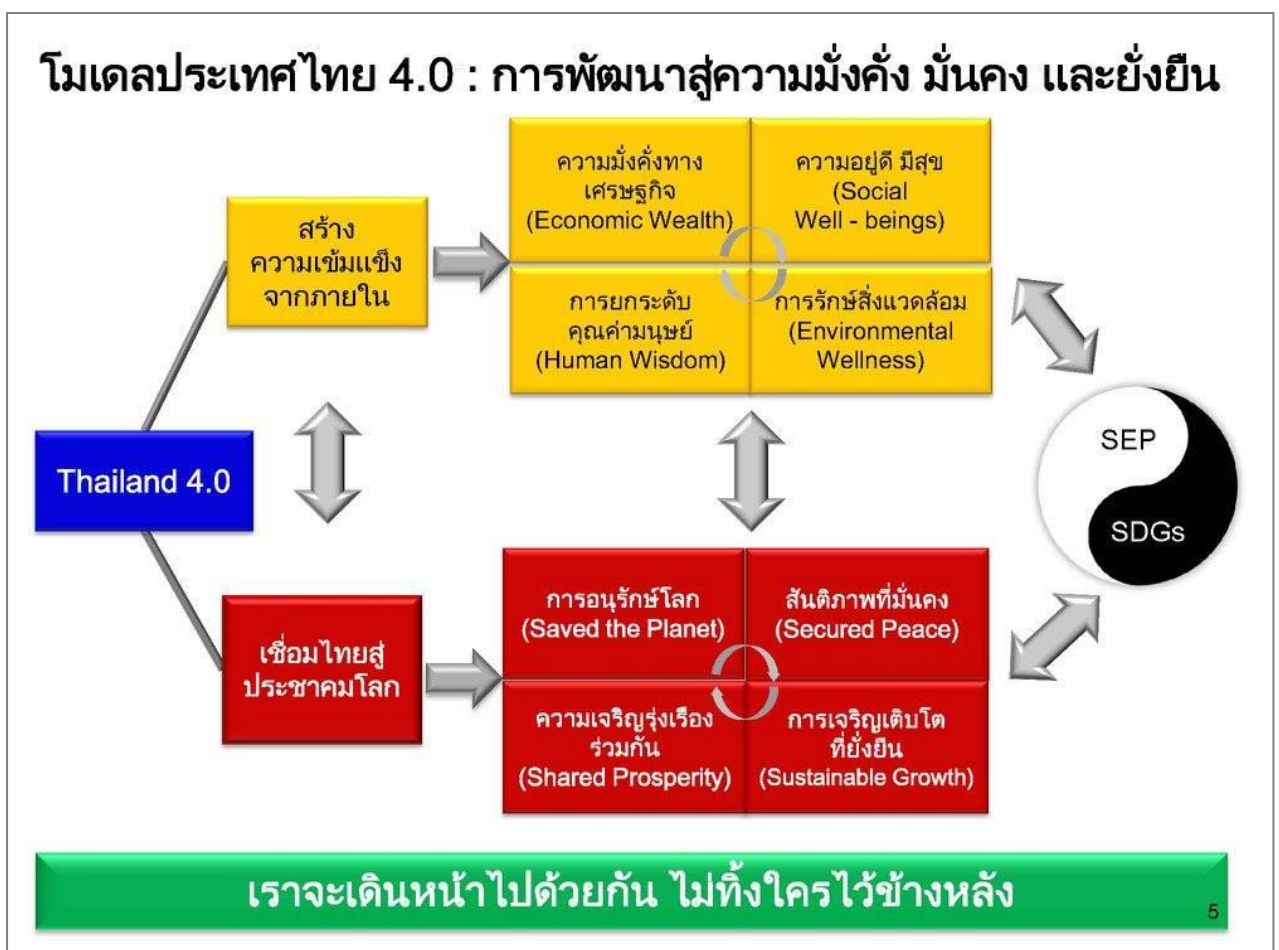 โมเดลประเทศไทย 4.0 : การพัฒนาสู่ความมั่งคั่ง มั่นคง และยั่งยืน
ความมั่งคั่งทาง
เศรษฐกิจ
(Economic Wealth)
ความอยู่ดี มีสุข
(Social
Well - beings)
สร้าง
ความเข้มแข็ง
จากภายใน
การยกระดับ
คุณค่ามนุษย์
(Human Wisdom)
การรักษ์สิ่งแวดล้อม
(Environmental
Wellness)
Thailand 4.0
SEP
SDGs
การอนุรักษ์โลก
(Saved the Planet)
สันติภาพที่มั่นคง
(Secured Peace)
เชื่อมไทยสู่
ประชาคมโลก
ความเจริญรุ่งเรือง
ร่วมกัน
(Shared Prosperity)
การเจริญเติบโต
ที่ยั่งยืน
(Sustainable Growth)
เราจะเดินหน้าไปด้วยกัน ไม่ทิ้งใครไว้ข้างหลัง
5